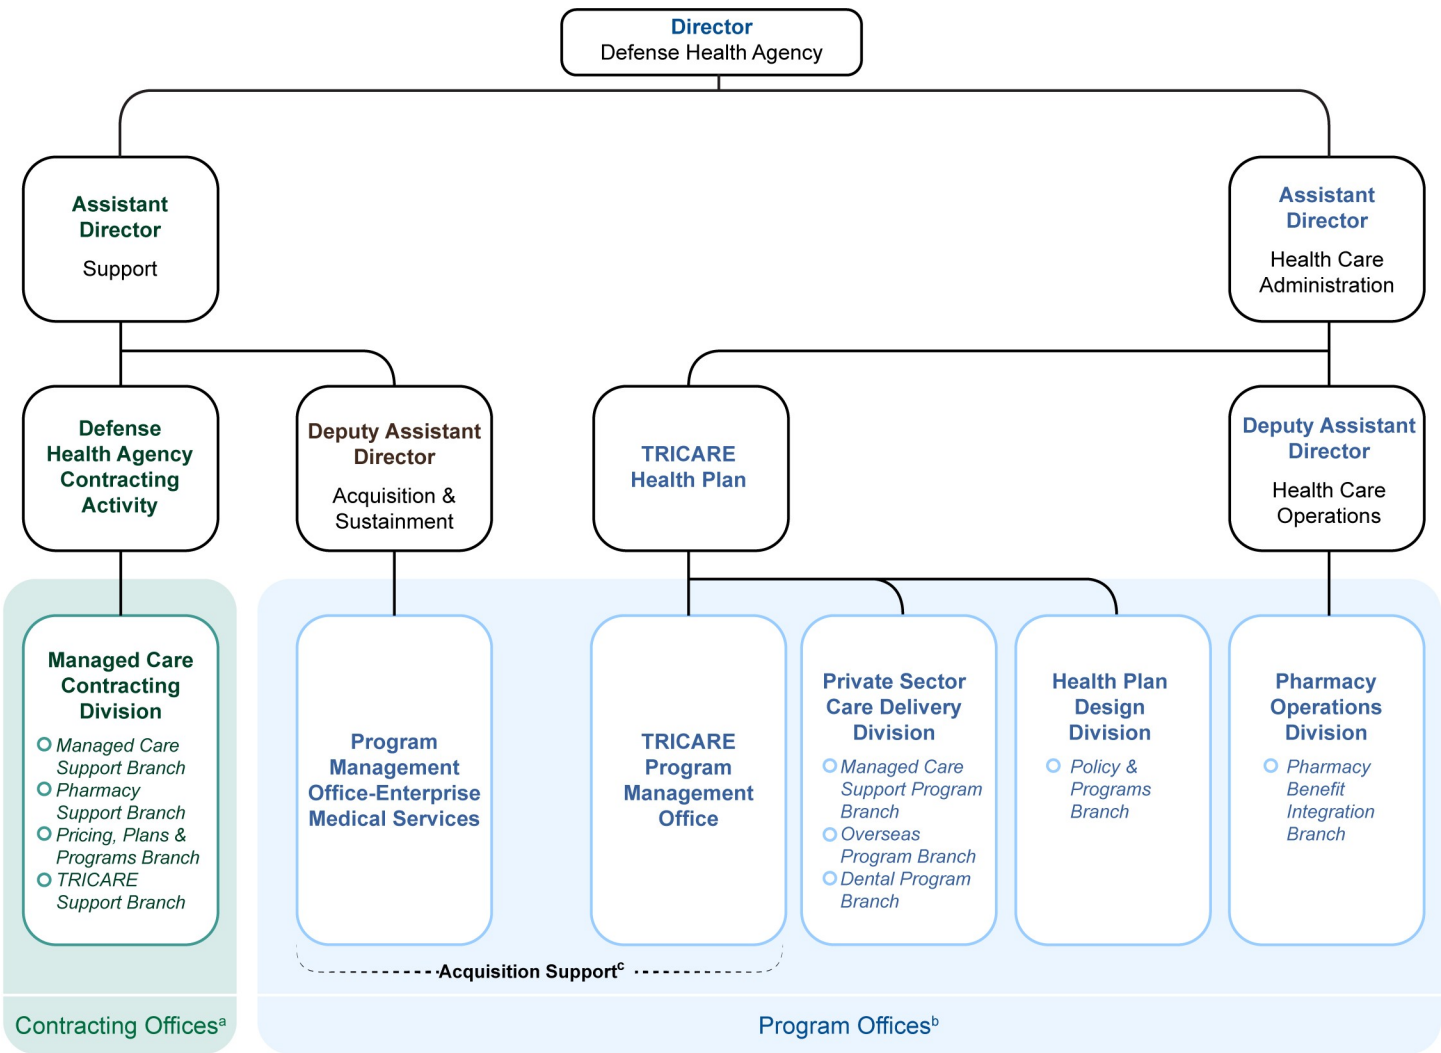 Director
Defense Health Agency
Assistant
Director
Support
Assistant
Director
Health Care
Administration
Defense
Health Agency
Contracting
Activity
Deputy Assistant
Director
Acquisition &
Sustainment
TRICARE
Health Plan
Deputy Assistant
Director
Health Care
Operations
Managed Care
Contracting
Division
Managed Care
Support Branch
Pharmacy
Support Branch
Pricing, Plans &
Programs Branch
TRICARE
Support Branch
Program
Management
Office-Enterprise
Medical Services
TRICARE
Program
Management
Office
Private Sector
Care Delivery
Division
Managed Care
Support Program
Branch
Overseas
Program Branch
Dental Program
Branch
Health Plan
Design
Division
Policy &
Programs
Branch
Pharmacy
Operations
Division
Pharmacy
Benefit
Integration
Branch
Acquisition Supportᶜ
Contracting Officesᵃ
Program Officesᵇ